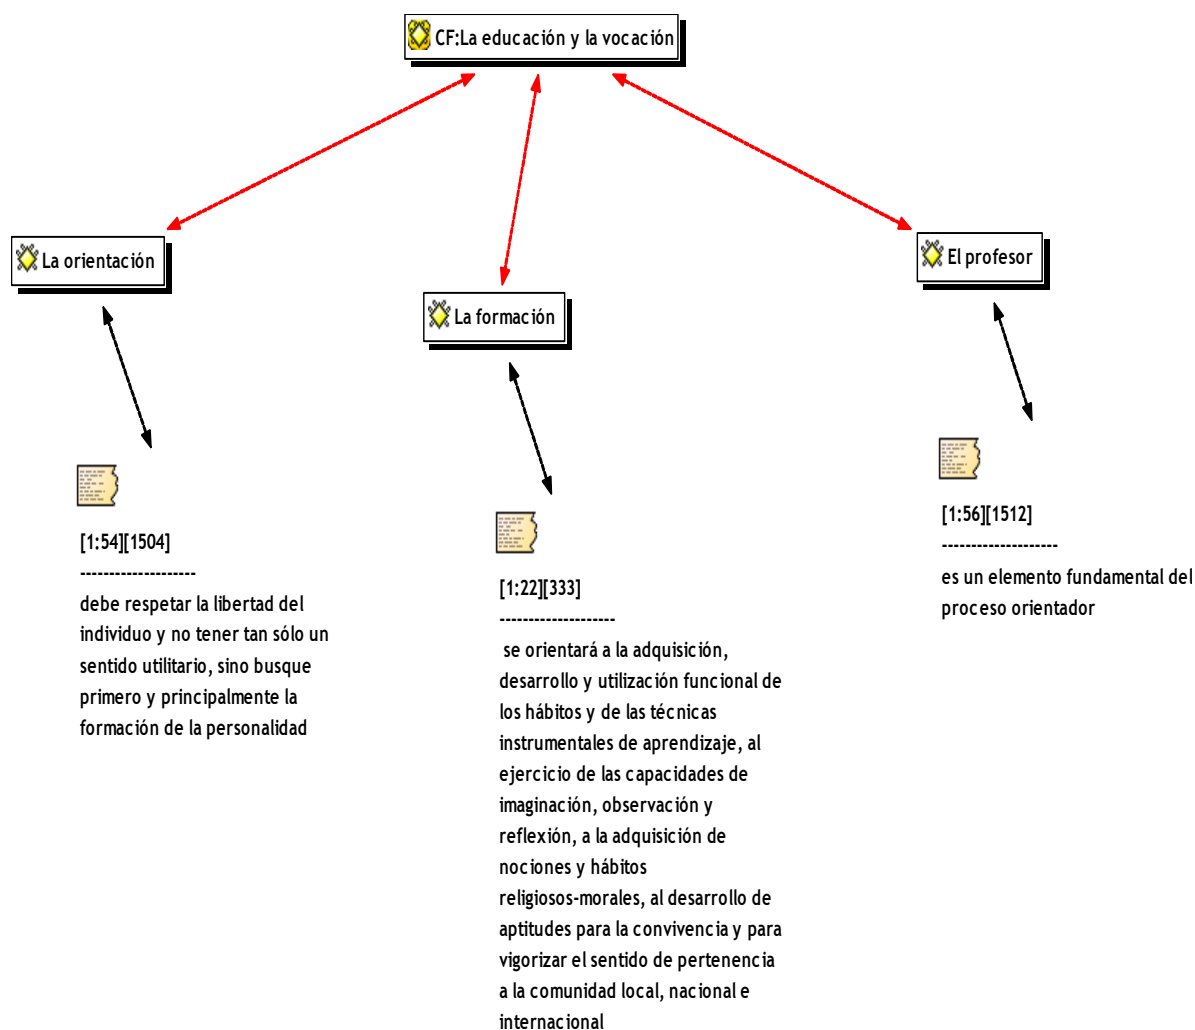 CF:La educación y la vocación
La orientación
La formación
El profesor
[1:54][1504]
--------------------
debe respetar la libertad del
individuo y no tener tan sólo un
sentido utilitario, sino busque
primero y principalmente la
formación de la personalidad
[1:22][333]
--------------------
se orientará a la adquisición,
desarrollo y utilización funcional de
los hábitos y de las técnicas
instrumentales de aprendizaje, al
ejercicio de las capacidades de
imaginación, observación y
reflexión, a la adquisición de
nociones y hábitos
religiosos-morales, al desarrollo de
aptitudes para la convivencia y para
vigorizar el sentido de pertenencia
a la comunidad local, nacional e
internacional
[1:56][1512]
--------------------
es un elemento fundamental del
proceso orientador